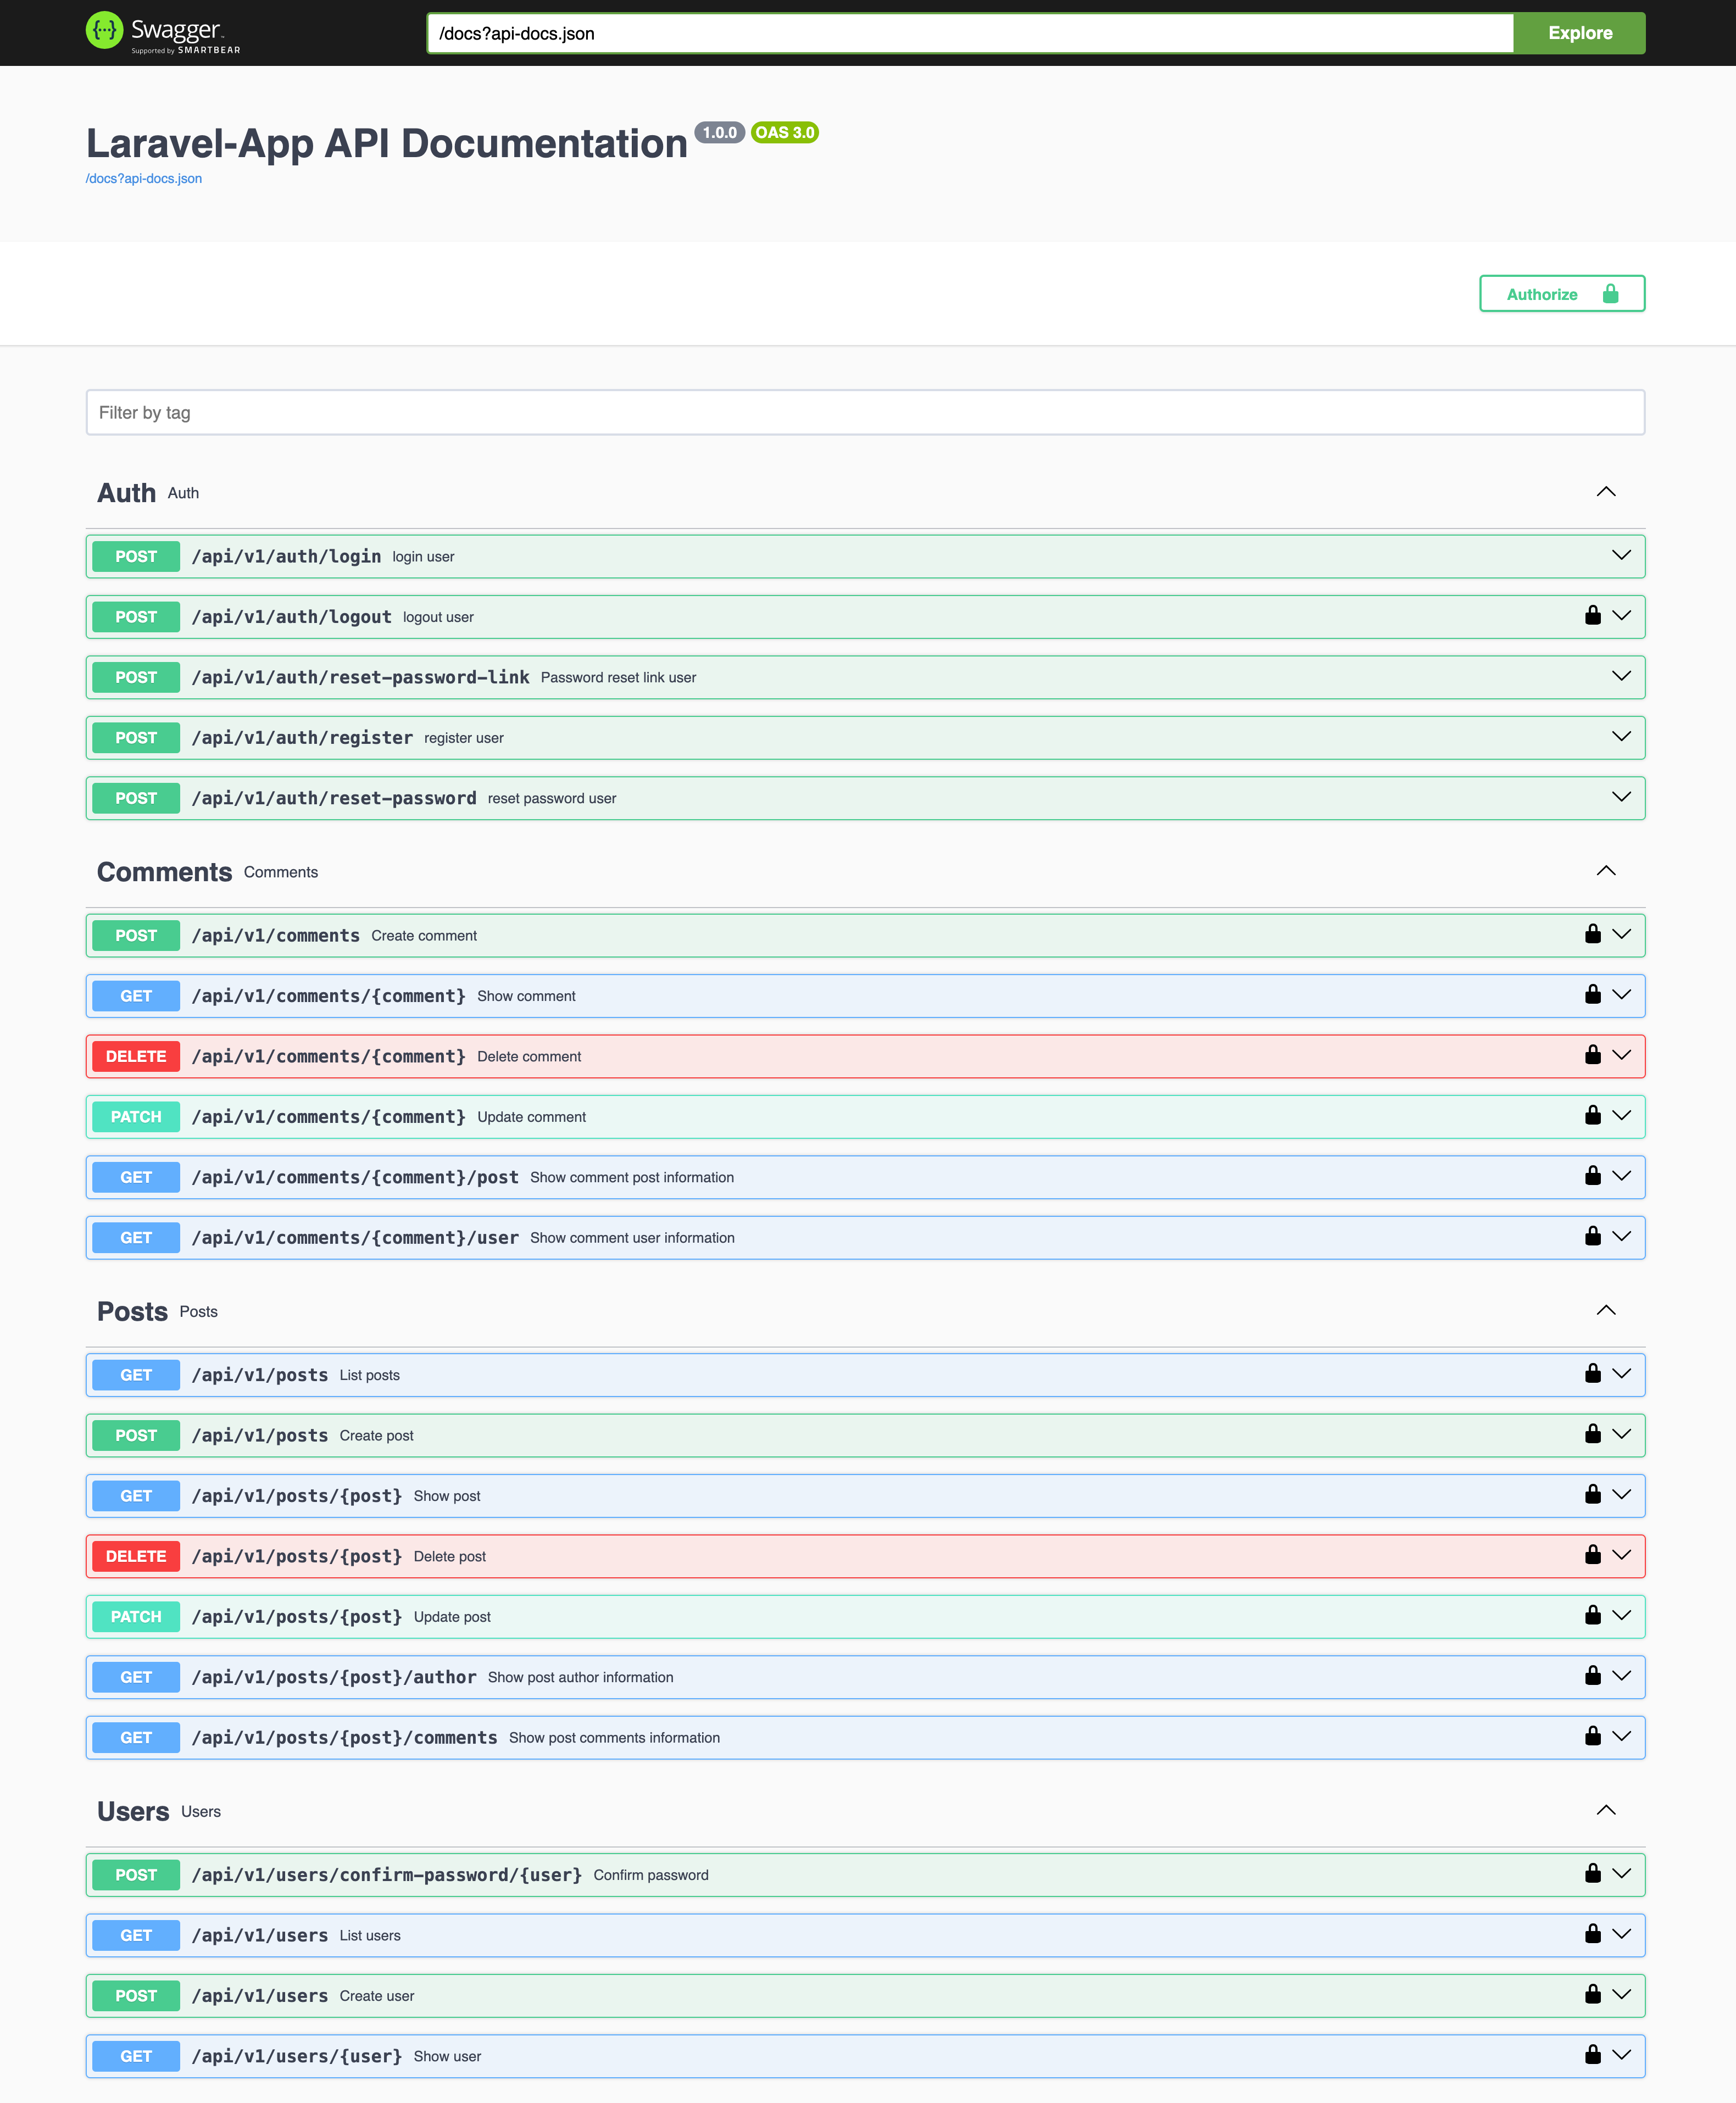 Swagger
Supported by SMARTBEAR
/docs?api-docs.json
Explore
Laravel-App API Documentation 1.0.0 OAS 3.0
/docs?api-docs.json
Authorize
Filter by tag
Auth Auth
POST /api/v1/auth/login login user
POST /api/v1/auth/logout logout user
POST /api/v1/auth/reset-password-link Password reset link user
POST /api/v1/auth/register register user
POST /api/v1/auth/reset-password reset password user
Comments Comments
POST /api/v1/comments Create comment
GET /api/v1/comments/{comment} Show comment
DELETE /api/v1/comments/{comment} Delete comment
PATCH /api/v1/comments/{comment} Update comment
GET /api/v1/comments/{comment}/post Show comment post information
GET /api/v1/comments/{comment}/user Show comment user information
Posts Posts
GET /api/v1/posts List posts
POST /api/v1/posts Create post
GET /api/v1/posts/{post} Show post
DELETE /api/v1/posts/{post} Delete post
PATCH /api/v1/posts/{post} Update post
GET /api/v1/posts/{post}/author Show post author information
GET /api/v1/posts/{post}/comments Show post comments information
Users Users
POST /api/v1/users/confirm-password/{user} Confirm password
GET /api/v1/users List users
POST /api/v1/users Create user
GET /api/v1/users/{user} Show user